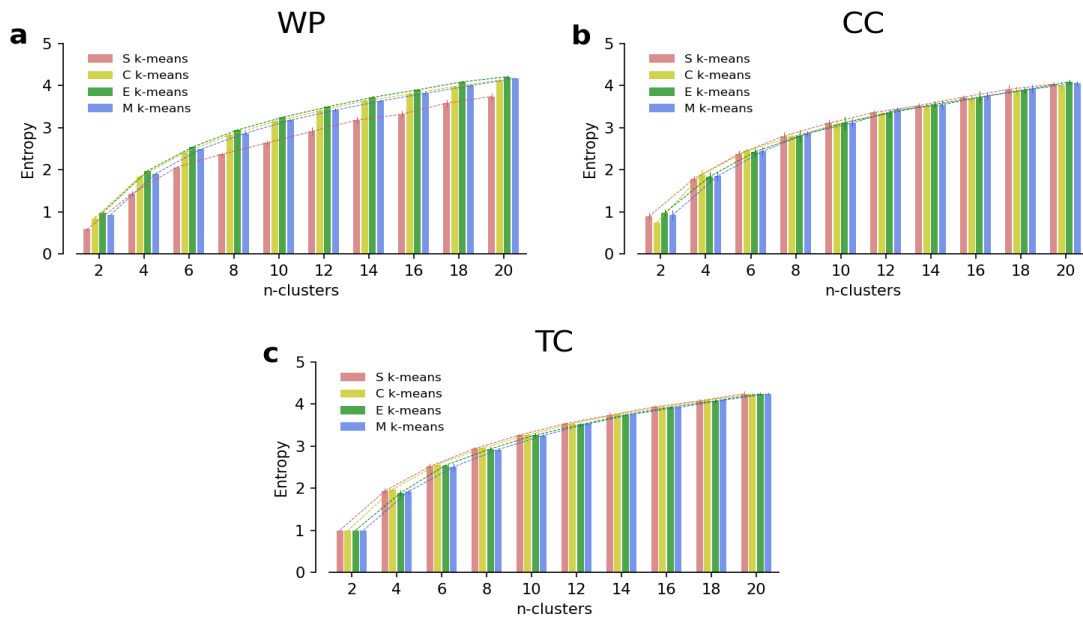 a
WP
5
4
3
2
1
0
Entropy
S k-means
C k-means
E k-means
M k-means
2 4 6 8 10 12 14 16 18 20
n-clusters
b
CC
5
4
3
2
1
0
Entropy
S k-means
C k-means
E k-means
M k-means
2 4 6 8 10 12 14 16 18 20
n-clusters
c
TC
5
4
3
2
1
0
Entropy
S k-means
C k-means
E k-means
M k-means
2 4 6 8 10 12 14 16 18 20
n-clusters